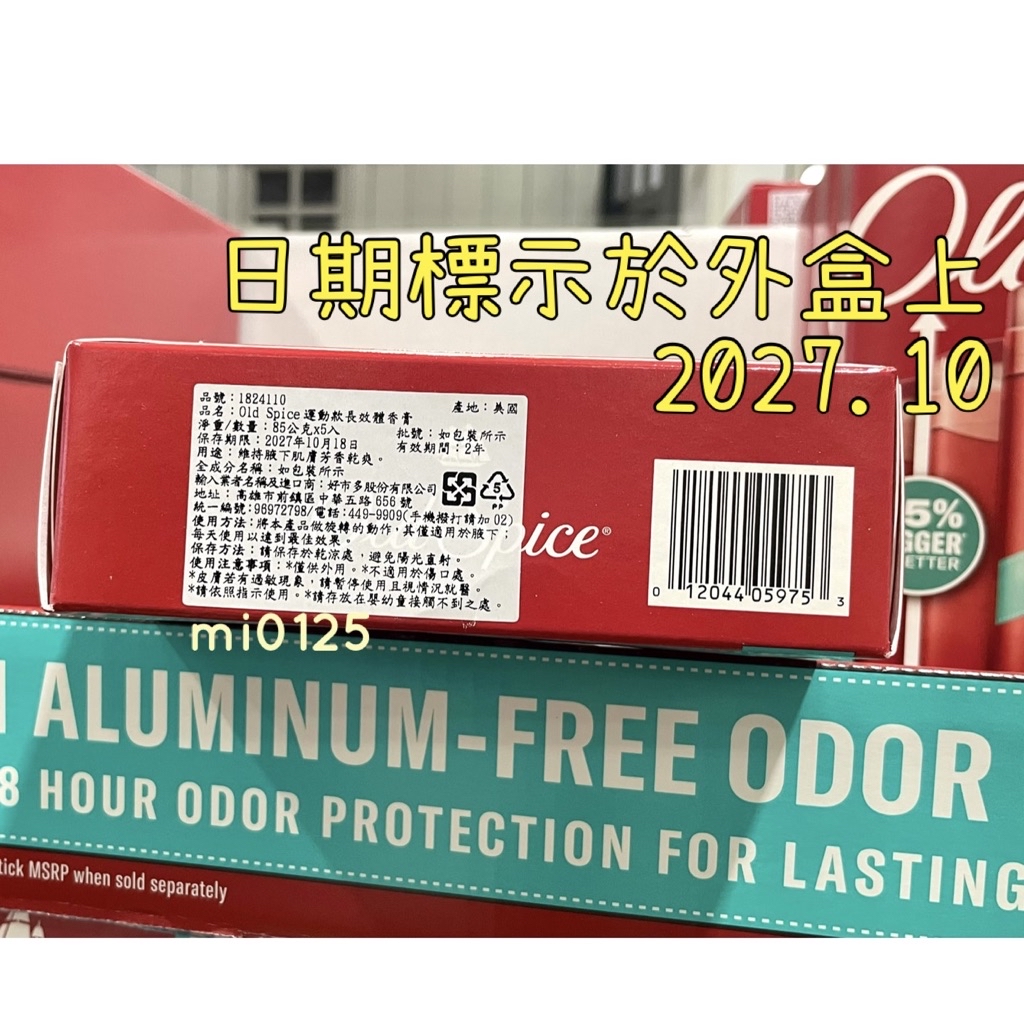 日期標示於外盒上
2027.10
品號：1824110
產地：美國
品名：Old Spice 運動款長效體香膏
淨重/數量：85公克x5入
批號：如包裝所示
保存期限：2027年10月18日
有效期間：2年
用途：維持腋下肌膚芳香乾爽。
全成分名稱：如包裝所示
輸入業者名稱及進口商：好市多股份有限公司
地址：高雄市前鎮區中華五路656號
統一編號：96972798/電話：449-9909(手機撥打請加02)
使用方法：將本產品做旋轉的動作，其僅適用於腋下；
每天使用以達到最佳效果。
保存方法：請保存於乾涼處，避免陽光直射。
使用注意事項：*僅供外用。*不適用於傷口處。
*皮膚若有過敏現象，請暫停使用且視情況就醫。
*請依照指示使用。*請存放在嬰幼童接觸不到之處。
5
PP
Spice®
0 12044 05975 3
Old
5%
GGER
ETTER
mi0125
ALUMINUM-FREE ODOR
8 HOUR ODOR PROTECTION FOR LASTING
tick MSRP when sold separately